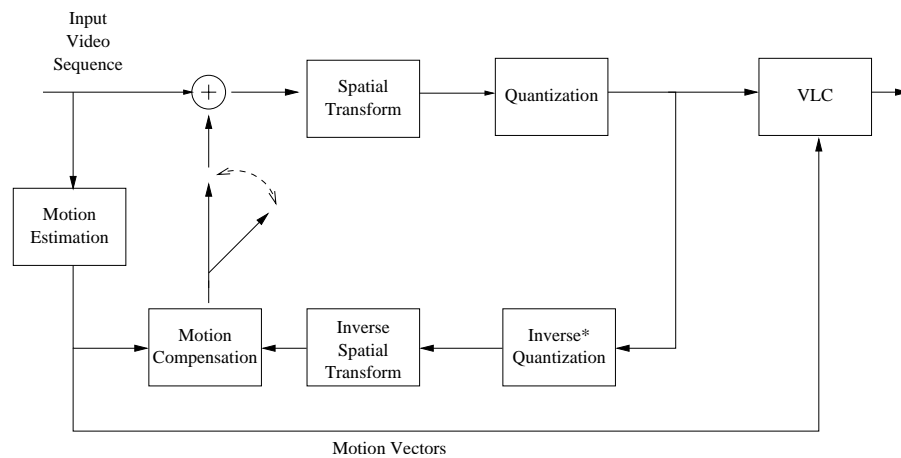 Input
Video
Sequence
+
Spatial
Transform
Quantization
VLC
Motion
Estimation
Motion
Compensation
Inverse
Spatial
Transform
Inverse*
Quantization
Motion Vectors